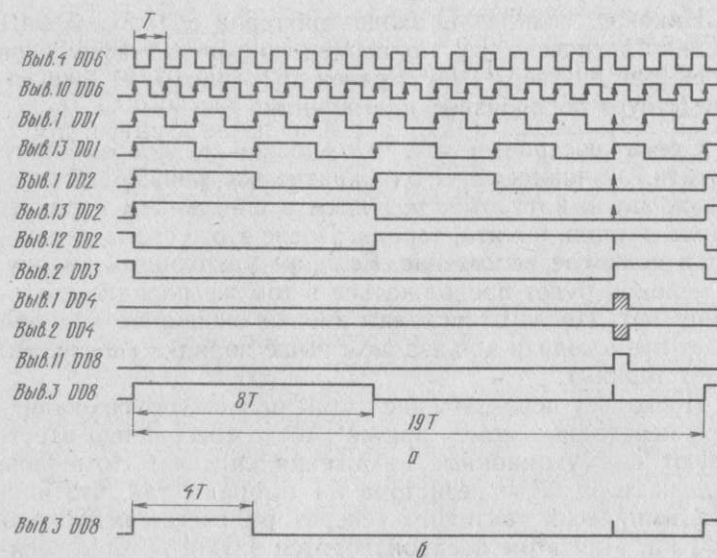 T
Выв.4 DD6
Выв.10 DD6
Выв.1 DD1
Выв.13 DD1
Выв.1 DD2
Выв.13 DD2
Выв.12 DD2
Выв.2 DD3
Выв.1 DD4
Выв.2 DD4
Выв.11 DD8
Выв.3 DD8
8T
19T
а
4T
Выв.3 DD8
б